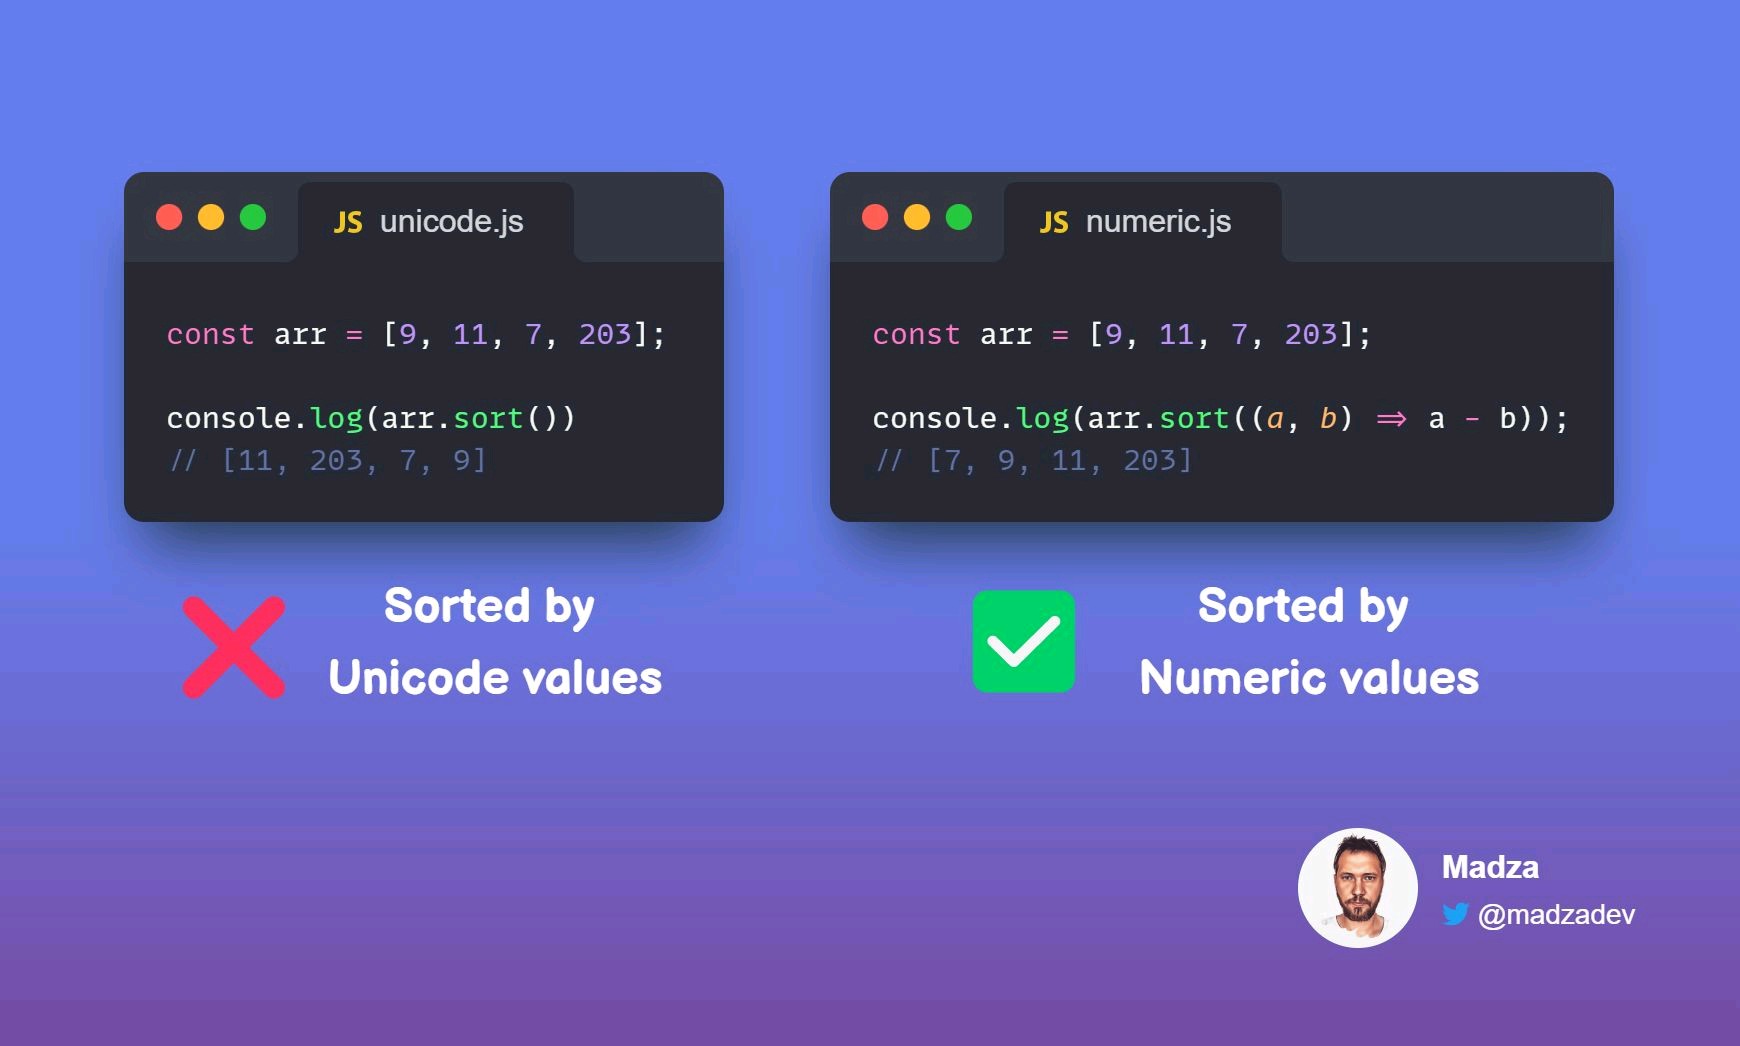 JS unicode.js
const arr = [9, 11, 7, 203];
console.log(arr.sort())
// [11, 203, 7, 9]
Sorted by
Unicode values
JS numeric.js
const arr = [9, 11, 7, 203];
console.log(arr.sort((a, b) => a - b));
// [7, 9, 11, 203]
Sorted by
Numeric values
Madza
@madzadev